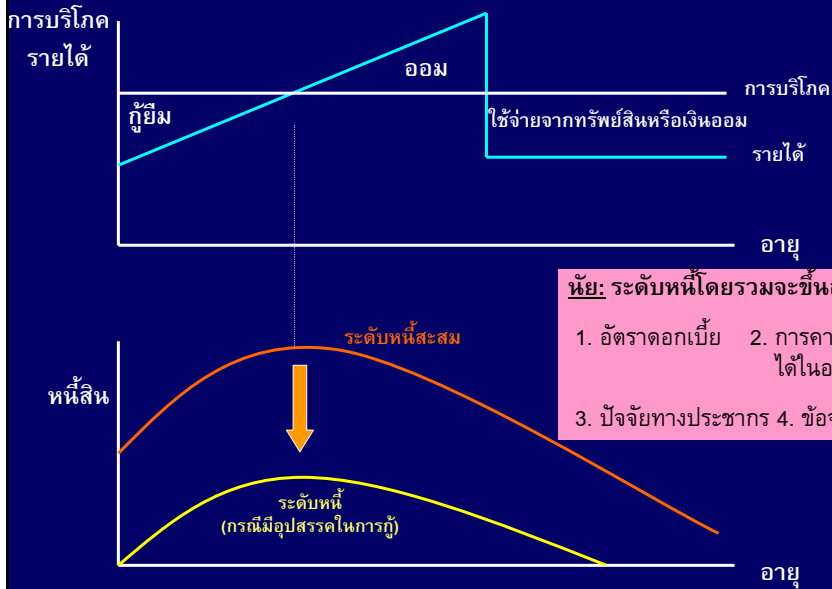 การบริโภค
รายได้
ออม
การบริโภค
กู้ยืม
ใช้จ่ายจากทรัพย์สินหรือเงินออม
รายได้
อายุ
นัย: ระดับหนี้โดยรวมจะขึ้น
1. อัตราดอกเบี้ย 2. การคา
ได้ในอ
3. ปัจจัยทางประชากร 4. ข้อจ
ระดับหนี้สะสม
หนี้สิน
ระดับหนี้
(กรณีมีอุปสรรคในการกู้)
อายุ